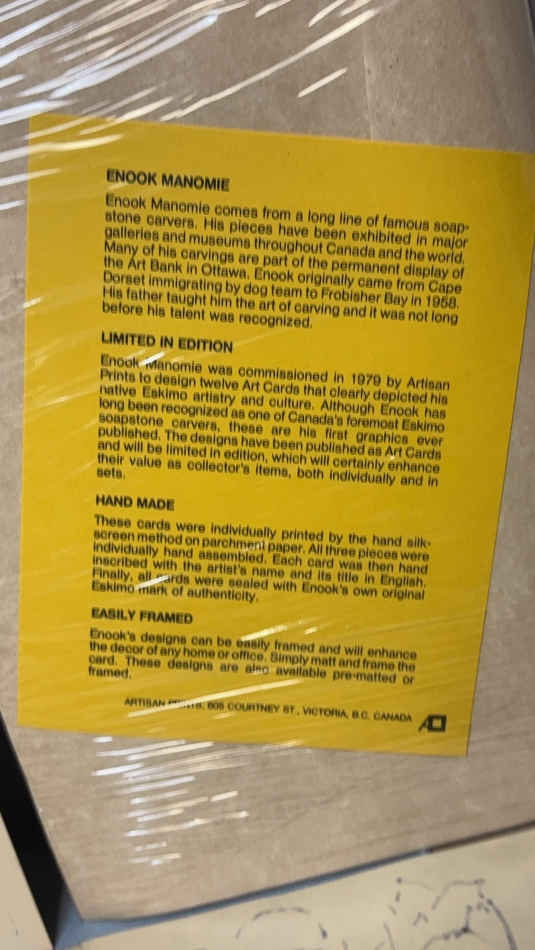 ENOOK MANOMIE
Enook Manomie comes from a long line of famous soap-
stone carvers. His pieces have been exhibited in major
galleries and museums throughout Canada and the world.
Many of his carvings are part of the permanent display of
the Art Bank in Ottawa. Enook originally came from Cape
Dorset immigrating by dog team to Frobisher Bay in 1958.
His father taught him the art of carving and it was not long
before his talent was recognized.
LIMITED IN EDITION
Enook Manomie was commissioned in 1979 by Artisan
Prints to design twelve Art Cards that clearly depicted his
native Eskimo artistry and culture. Although Enook has
long been recognized as one of Canada's foremost Eskimo
soapstone carvers, these are his first graphics ever
published. The designs have been published as Art Cards
and will be limited in edition, which will certainly enhance
their value as collector's items, both individually and in
sets.
HAND MADE
These cards were individually printed by the hand silk-
screen method on parchment paper. All three pieces were
individually hand assembled. Each card was then hand
inscribed with the artist's name and its title in English.
Finally, all cards were sealed with Enook's own original
Eskimo mark of authenticity.
EASILY FRAMED
Enook's designs can be easily framed and will enhance
the decor of any home or office. Simply matt and frame the
card. These designs are also available pre-matted or
framed.
ARTISAN PRINTS, 805 COURTNEY ST., VICTORIA, B.C. CANADA